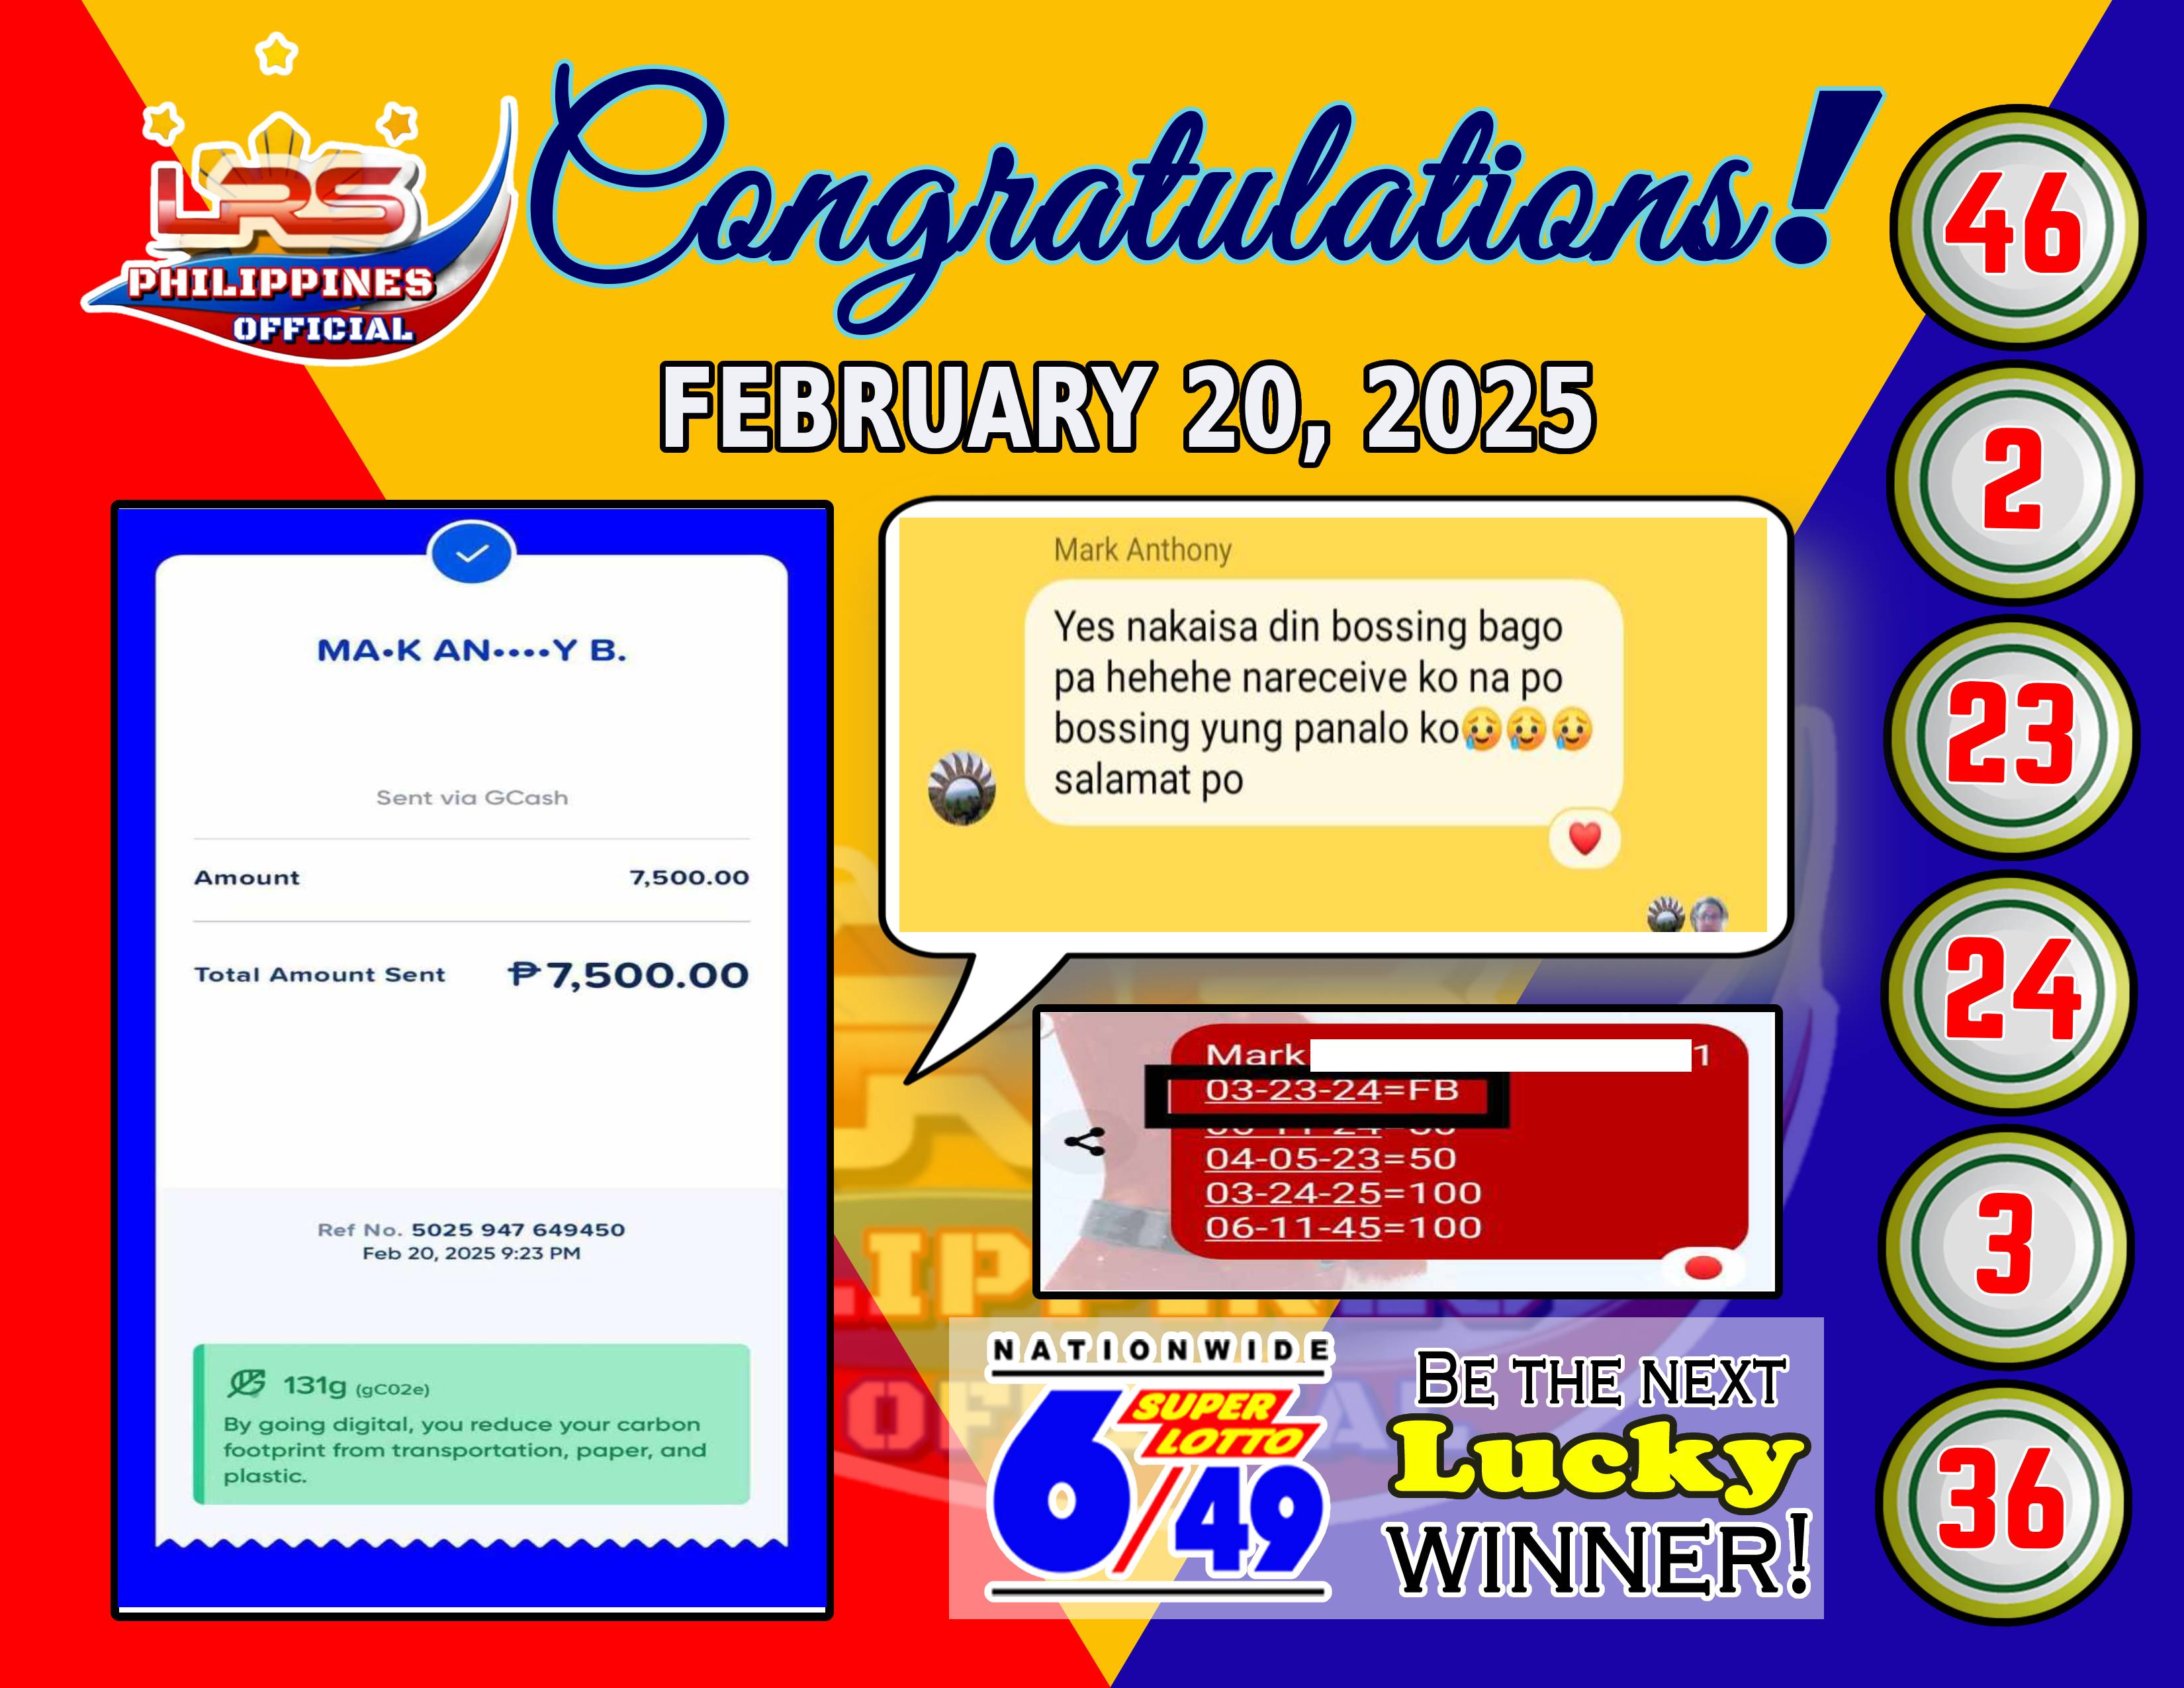 LRS
PHILIPPINES
OFFICIAL
Congratulations!
FEBRUARY 20, 2025
MA•K AN••••Y B.
Sent via GCash
Amount 7,500.00
Total Amount Sent ₱7,500.00
Ref No. 5025 947 649450
Feb 20, 2025 9:23 PM
131g (gC02e)
By going digital, you reduce your carbon
footprint from transportation, paper, and
plastic.
Mark Anthony
Yes nakaisa din bossing bago
pa hehehe nareceive ko na po
bossing yung panalo ko🥲🥲🥲
salamat po
Mark 1
03-23-24=FB
04-05-23=50
03-24-25=100
06-11-45=100
NATIONWIDE
SUPER
LOTTO
6/49
BE THE NEXT
Lucky
WINNER!
46
2
23
24
3
36